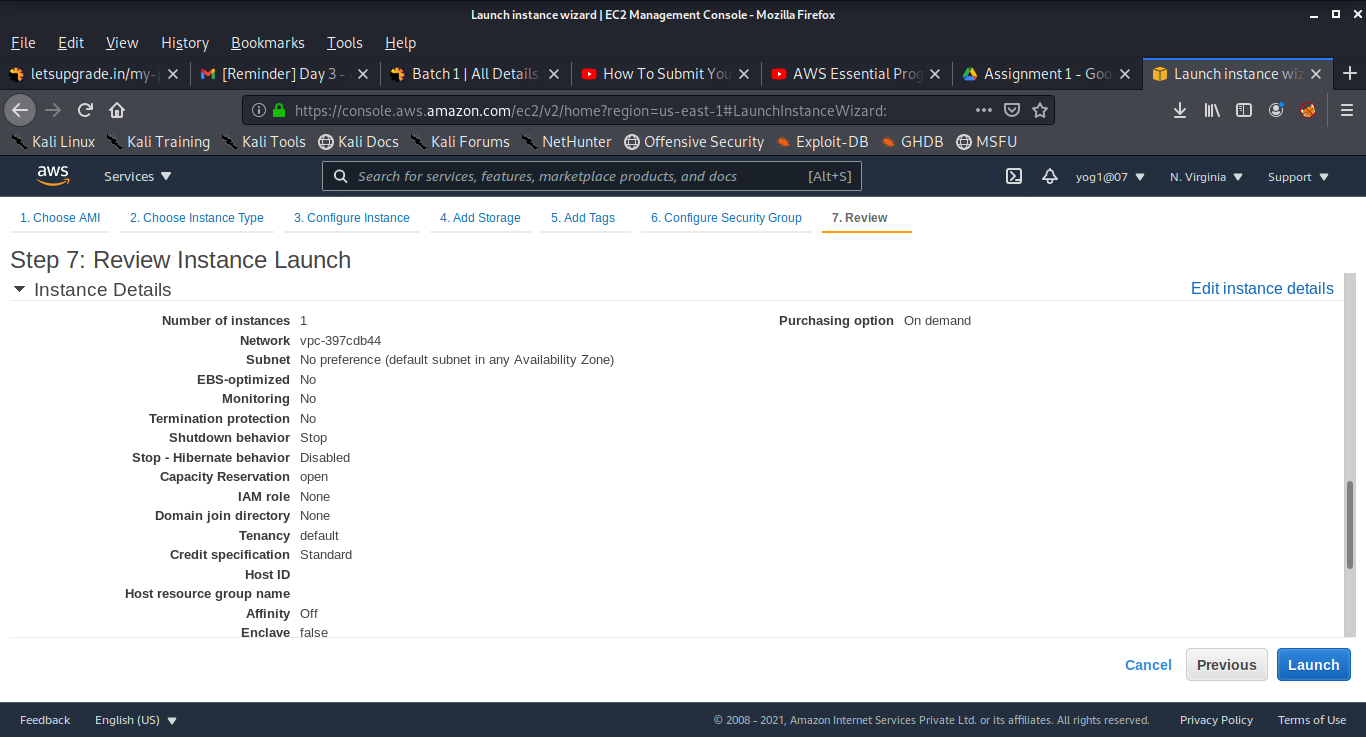 Launch instance wizard | EC2 Management Console - Mozilla Firefox
File Edit View History Bookmarks Tools Help
letsupgrade.in/my- [Reminder] Day 3 - Batch 1 | All Details How To Submit You AWS Essential Prog Assignment 1 - Goo Launch instance wiz
https://console.aws.amazon.com/ec2/v2/home?region=us-east-1#LaunchInstanceWizard:
Kali Linux Kali Training Kali Tools Kali Docs Kali Forums NetHunter Offensive Security Exploit-DB GHDB MSFU
aws Services Search for services, features, marketplace products, and docs [Alt+S] yog1@07 N. Virginia Support
1. Choose AMI 2. Choose Instance Type 3. Configure Instance 4. Add Storage 5. Add Tags 6. Configure Security Group 7. Review
Step 7: Review Instance Launch
Instance Details Edit instance details
Number of instances 1 Purchasing option On demand
Network vpc-397cdb44
Subnet No preference (default subnet in any Availability Zone)
EBS-optimized No
Monitoring No
Termination protection No
Shutdown behavior Stop
Stop - Hibernate behavior Disabled
Capacity Reservation open
IAM role None
Domain join directory None
Tenancy default
Credit specification Standard
Host ID
Host resource group name
Affinity Off
Enclave false
Cancel Previous Launch
Feedback English (US) © 2008 - 2021, Amazon Internet Services Private Ltd. or its affiliates. All rights reserved. Privacy Policy Terms of Use